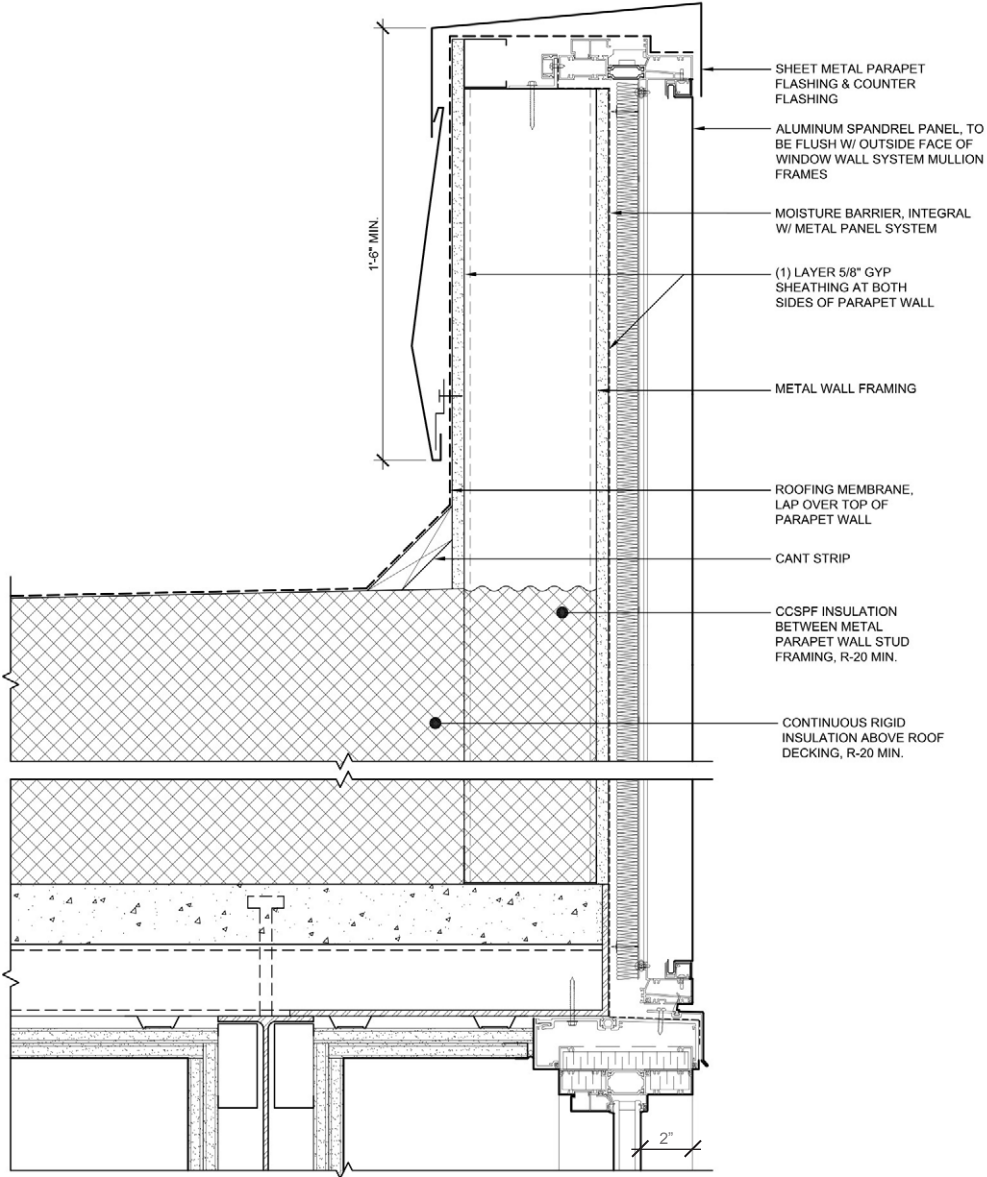 SHEET METAL PARAPET
FLASHING & COUNTER
FLASHING
ALUMINUM SPANDREL PANEL, TO
BE FLUSH W/ OUTSIDE FACE OF
WINDOW WALL SYSTEM MULLION
FRAMES
MOISTURE BARRIER, INTEGRAL
W/ METAL PANEL SYSTEM
1'-6" MIN.
(1) LAYER 5/8" GYP
SHEATHING AT BOTH
SIDES OF PARAPET WALL
METAL WALL FRAMING
ROOFING MEMBRANE,
LAP OVER TOP OF
PARAPET WALL
CANT STRIP
CCSPF INSULATION
BETWEEN METAL
PARAPET WALL STUD
FRAMING, R-20 MIN.
CONTINUOUS RIGID
INSULATION ABOVE ROOF
DECKING, R-20 MIN.
2"